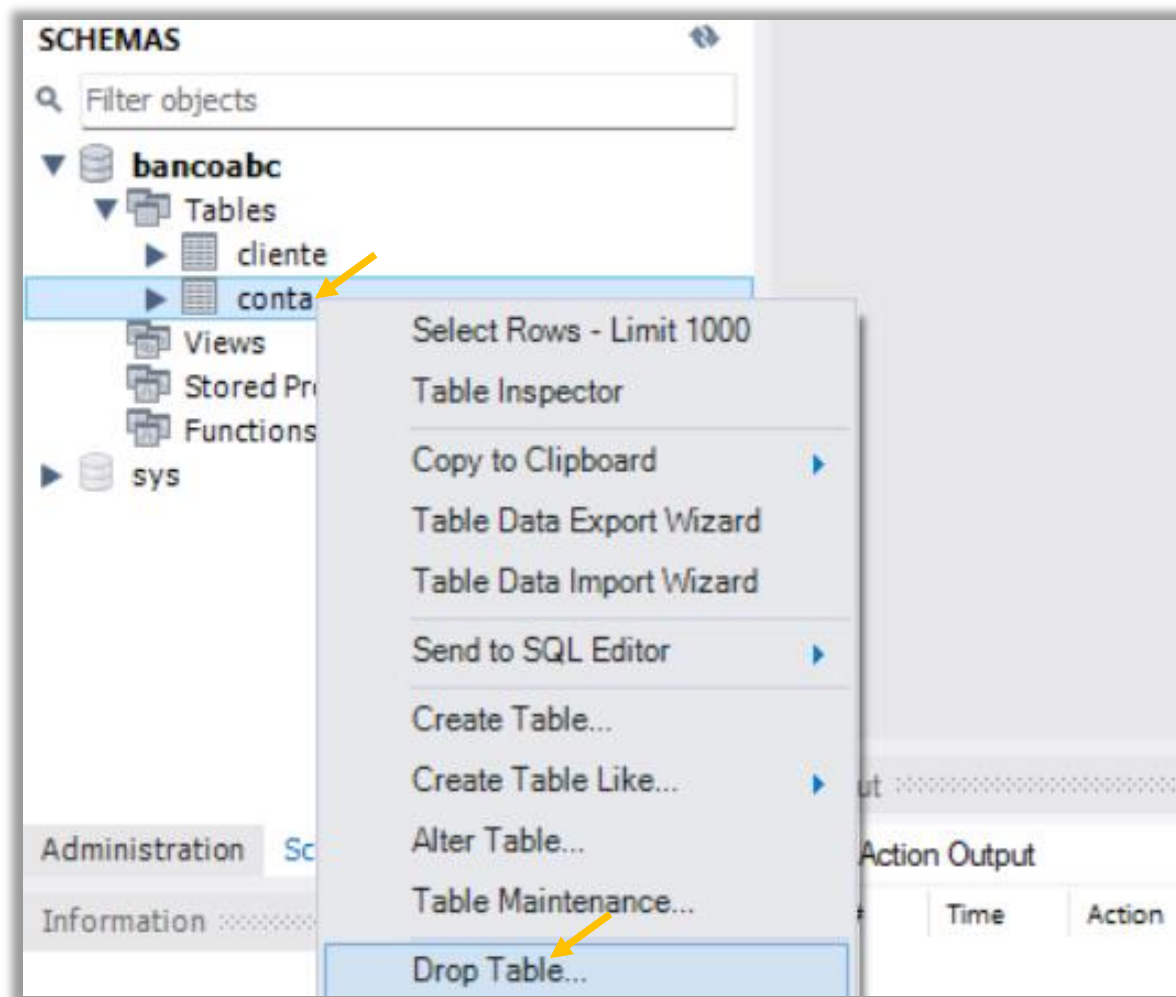 SCHEMAS
Filter objects
bancoabc
Tables
cliente
conta
Views
Stored Pr
Functions
sys
Select Rows - Limit 1000
Table Inspector
Copy to Clipboard
Table Data Export Wizard
Table Data Import Wizard
Send to SQL Editor
Create Table...
Create Table Like...
Alter Table...
Table Maintenance...
Drop Table...
Administration Sc
Information
ut
Action Output
Time Action